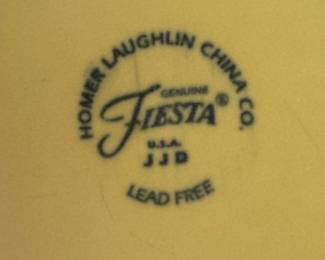 HOMER LAUGHLIN CHINA CO.
GENUINE
FIESTA®
U.S.A.
JJD
LEAD FREE